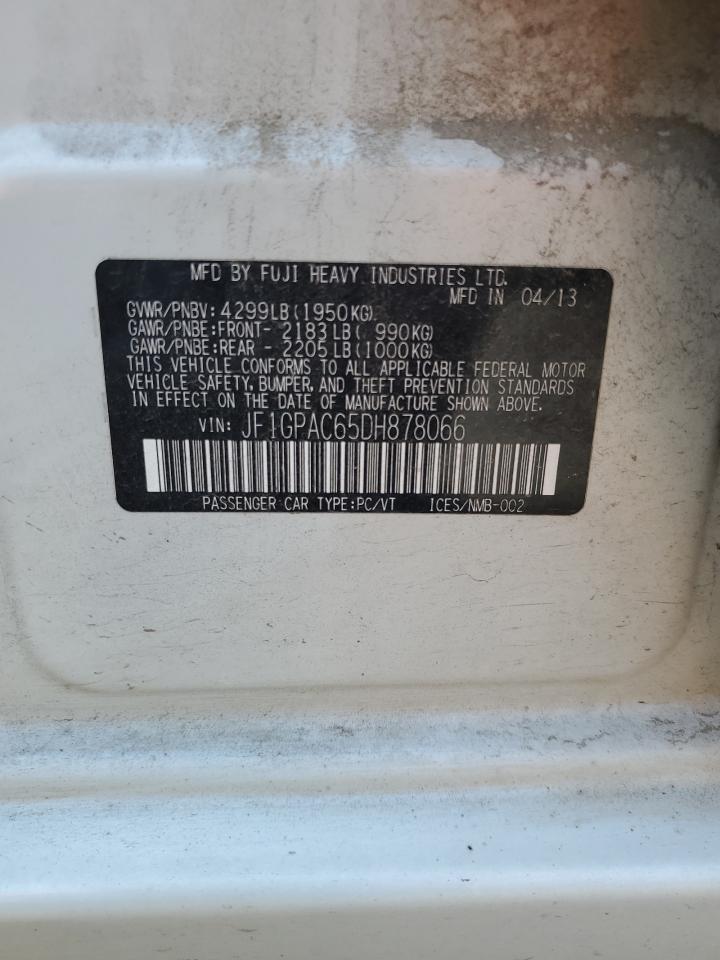 MFD BY FUJI HEAVY INDUSTRIES LTD.
MFD IN 04/13
GVWR/PNBV: 4299LB(1950KG)
GAWR/PNBE:FRONT- 2183LB( 990KG)
GAWR/PNBE:REAR - 2205LB(1000KG)
THIS VEHICLE CONFORMS TO ALL APPLICABLE FEDERAL MOTOR
VEHICLE SAFETY, BUMPER, AND THEFT PREVENTION STANDARDS
IN EFFECT ON THE DATE OF MANUFACTURE SHOWN ABOVE.
VIN: JF1GPAC65DH878066
PASSENGER CAR TYPE:PC/VT ICES/NMB-002